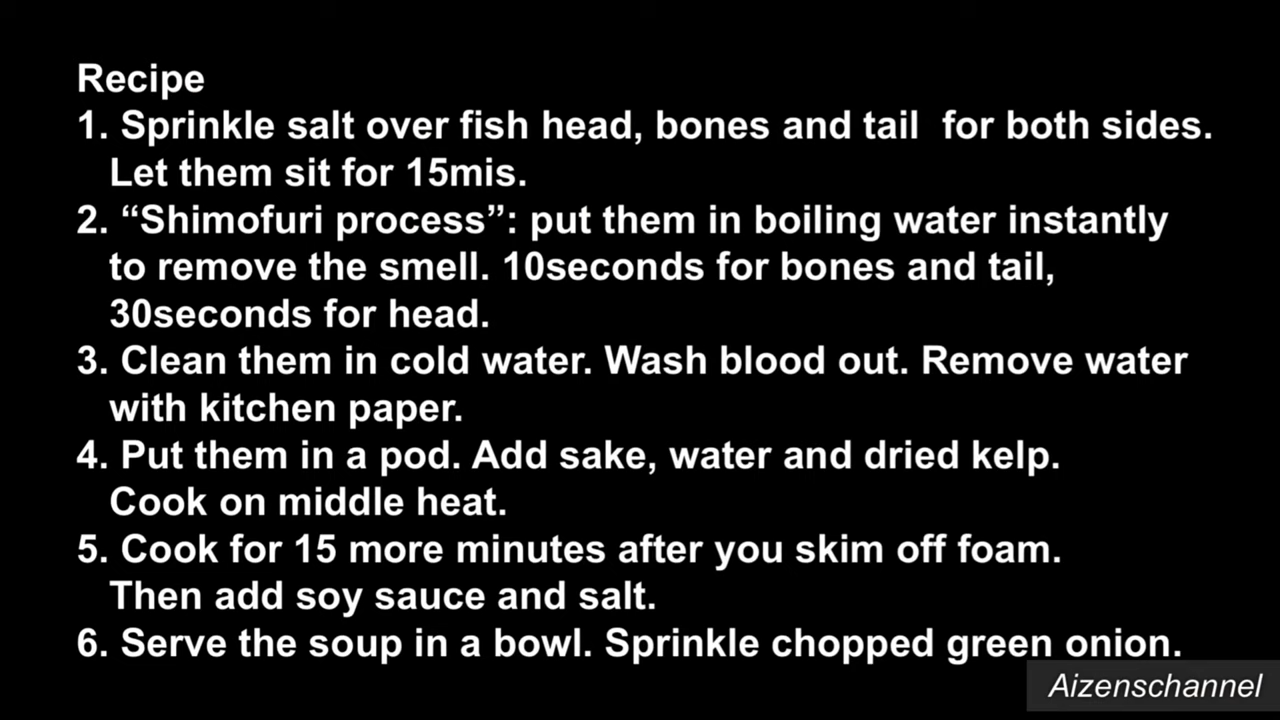 Recipe
1. Sprinkle salt over fish head, bones and tail for both sides.
Let them sit for 15mis.
2. “Shimofuri process”: put them in boiling water instantly
to remove the smell. 10seconds for bones and tail,
30seconds for head.
3. Clean them in cold water. Wash blood out. Remove water
with kitchen paper.
4. Put them in a pod. Add sake, water and dried kelp.
Cook on middle heat.
5. Cook for 15 more minutes after you skim off foam.
Then add soy sauce and salt.
6. Serve the soup in a bowl. Sprinkle chopped green onion.
Aizenschannel